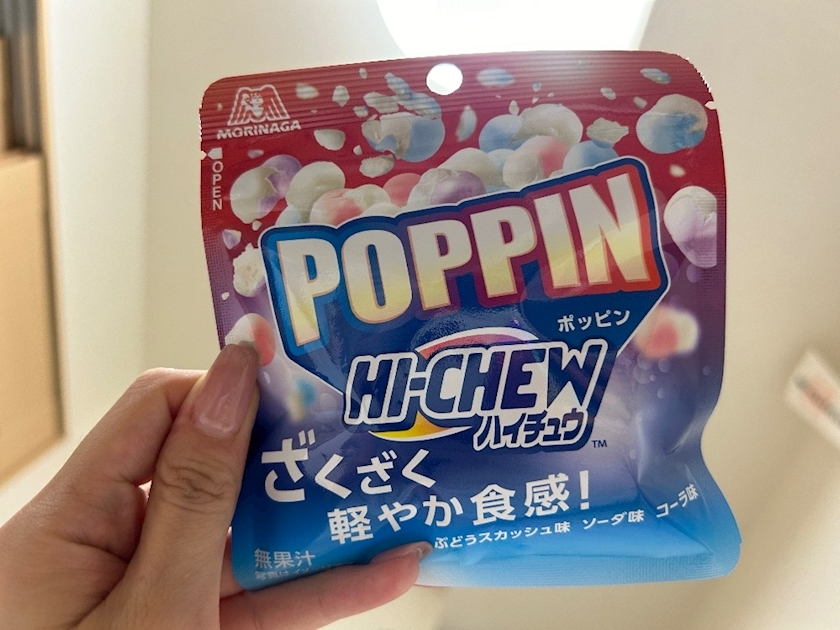 MORINAGA
OPEN
POPPIN
ポッピン
HI-CHEW
ハイチュウ™
ざくざく
軽やか食感!
ぶどうスカッシュ味 ソーダ味 コーラ味
無果汁